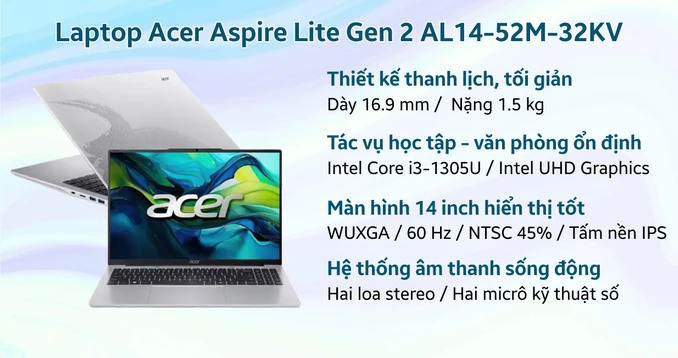 Laptop Acer Aspire Lite Gen 2 AL14-52M-32KV
Thiết kế thanh lịch, tối giản
Dày 16.9 mm / Nặng 1.5 kg
Tác vụ học tập - văn phòng ổn định
Intel Core i3-1305U / Intel UHD Graphics
Màn hình 14 inch hiển thị tốt
WUXGA / 60 Hz / NTSC 45% / Tấm nền IPS
Hệ thống âm thanh sống động
Hai loa stereo / Hai micrô kỹ thuật số
acer
acer
acer